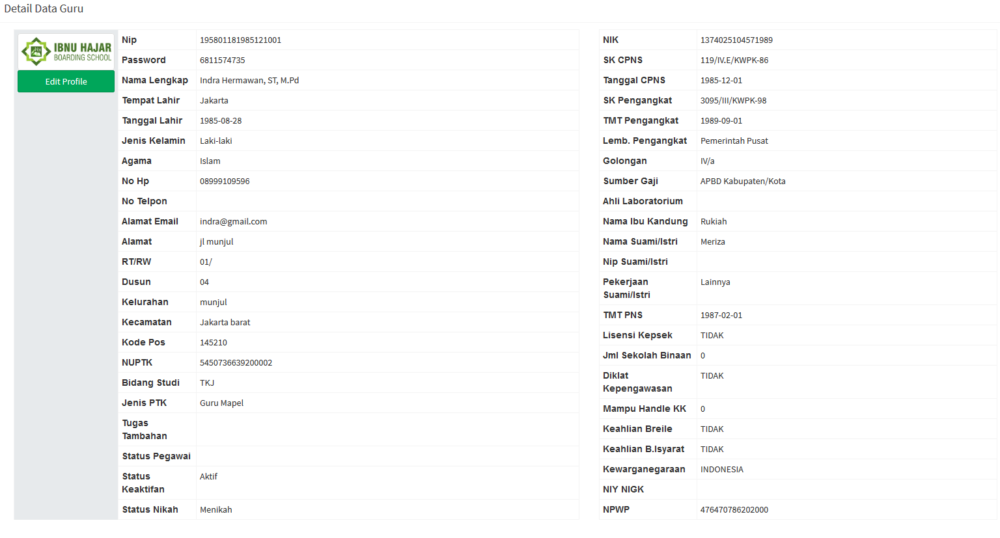 Detail Data Guru
IBNU HAJAR
BOARDING SCHOOL
Edit Profile
Nip 195801181985121001
Password 6811574735
Nama Lengkap Indra Hermawan, ST, M.Pd
Tempat Lahir Jakarta
Tanggal Lahir 1985-08-28
Jenis Kelamin Laki-laki
Agama Islam
No Hp 08999109596
No Telpon
Alamat Email indra@gmail.com
Alamat jl munjul
RT/RW 01/
Dusun 04
Kelurahan munjul
Kecamatan Jakarta barat
Kode Pos 145210
NUPTK 5450736639200002
Bidang Studi TKJ
Jenis PTK Guru Mapel
Tugas
Tambahan
Status Pegawai
Status Aktif
Keaktifan
Status Nikah Menikah
NIK 1374025104571989
SK CPNS 119/IV.E/KWPK-86
Tanggal CPNS 1985-12-01
SK Pengangkat 3095/III/KWPK-98
TMT Pengangkat 1989-09-01
Lemb. Pengangkat Pemerintah Pusat
Golongan IV/a
Sumber Gaji APBD Kabupaten/Kota
Ahli Laboratorium
Nama Ibu Kandung Rukiah
Nama Suami/Istri Meriza
Nip Suami/Istri
Pekerjaan Lainnya
Suami/Istri
TMT PNS 1987-02-01
Lisensi Kepsek TIDAK
Jml Sekolah Binaan 0
Diklat TIDAK
Kepengawasan
Mampu Handle KK 0
Keahlian Breile TIDAK
Keahlian B.Isyarat TIDAK
Kewarganegaraan INDONESIA
NIY NIGK
NPWP 476470786202000